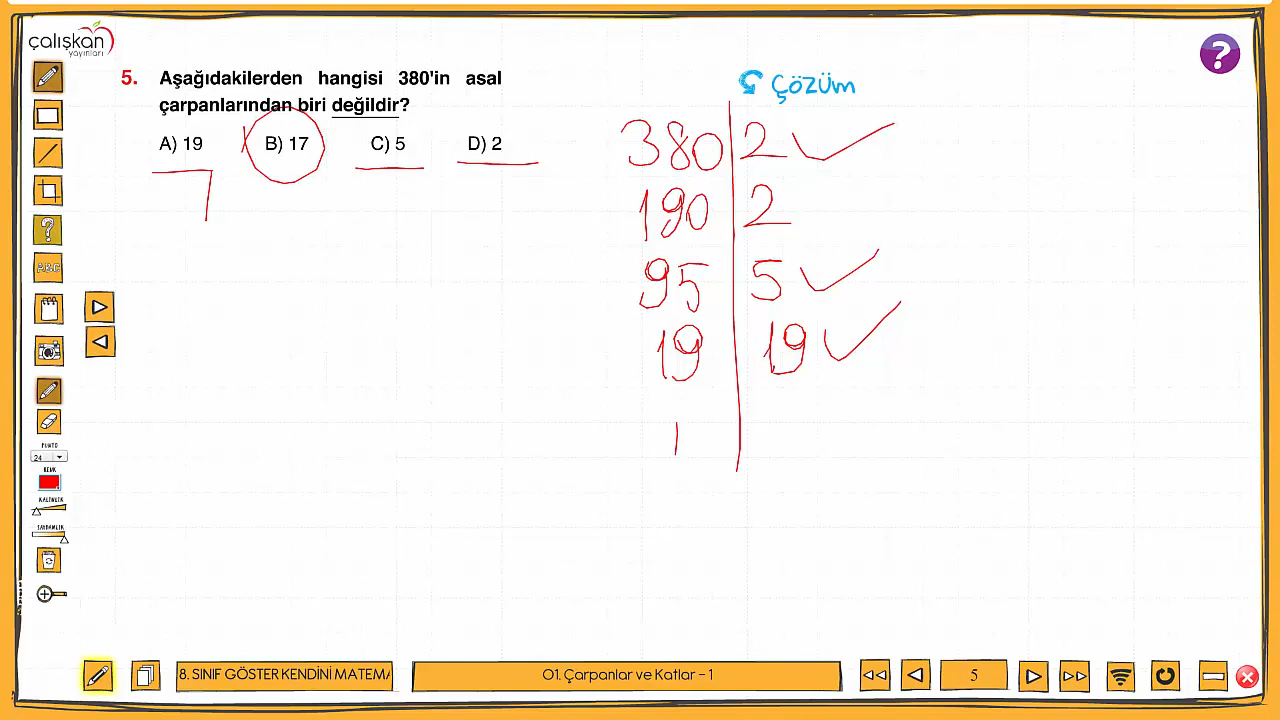 çalışkan
yayınları
5. Aşağıdakilerden hangisi 380'in asal
çarpanlarından biri değildir?
A) 19 B) 17 C) 5 D) 2
Çözüm
380 2
190 2
95 5
19 19
1
?
?
ABC
PUNTO
24
RENK
KALINLIK
SAYDAMLIK
8. SINIF GÖSTER KENDİNİ MATEMA
01. Çarpanlar ve Katlar - 1
5